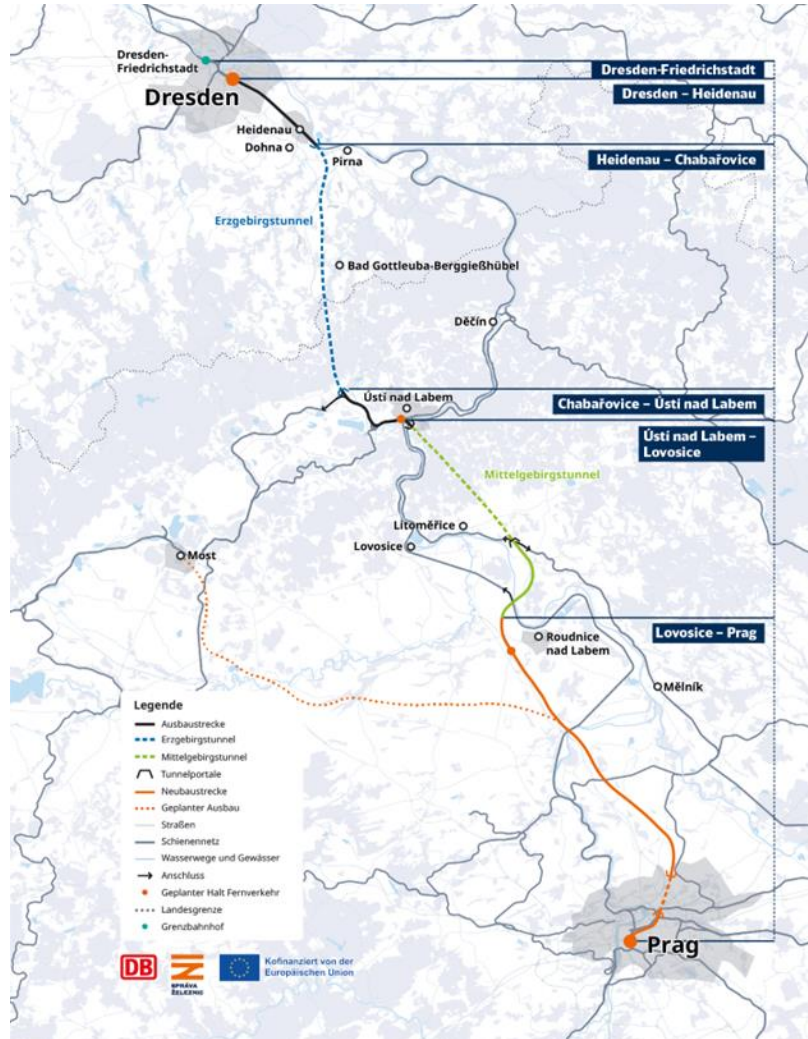 Dresden-
Friedrichstadt
Dresden
Dresden-Friedrichstadt
Dresden – Heidenau
Heidenau
Dohna
Pirna
Heidenau – Chabařovice
Erzgebirgstunnel
Bad Gottleuba-Berggießhübel
Děčín
Ústí nad Labem
Chabařovice – Ústí nad Labem
Ústí nad Labem –
Lovosice
Mittelgebirgstunnel
Litoměřice
Lovosice
Most
Roudnice
nad Labem
Lovosice – Prag
Mělník
Legende
Ausbaustrecke
Erzgebirgstunnel
Mittelgebirgstunnel
Tunnelportale
Neubaustrecke
Geplanter Ausbau
Straßen
Schienennetz
Wasserwege und Gewässer
Anschluss
Geplanter Halt Fernverkehr
Landesgrenze
Grenzbahnhof
Prag
DB
SPRÁVA
ŽELEZNIC
Kofinanziert von der
Europäischen Union